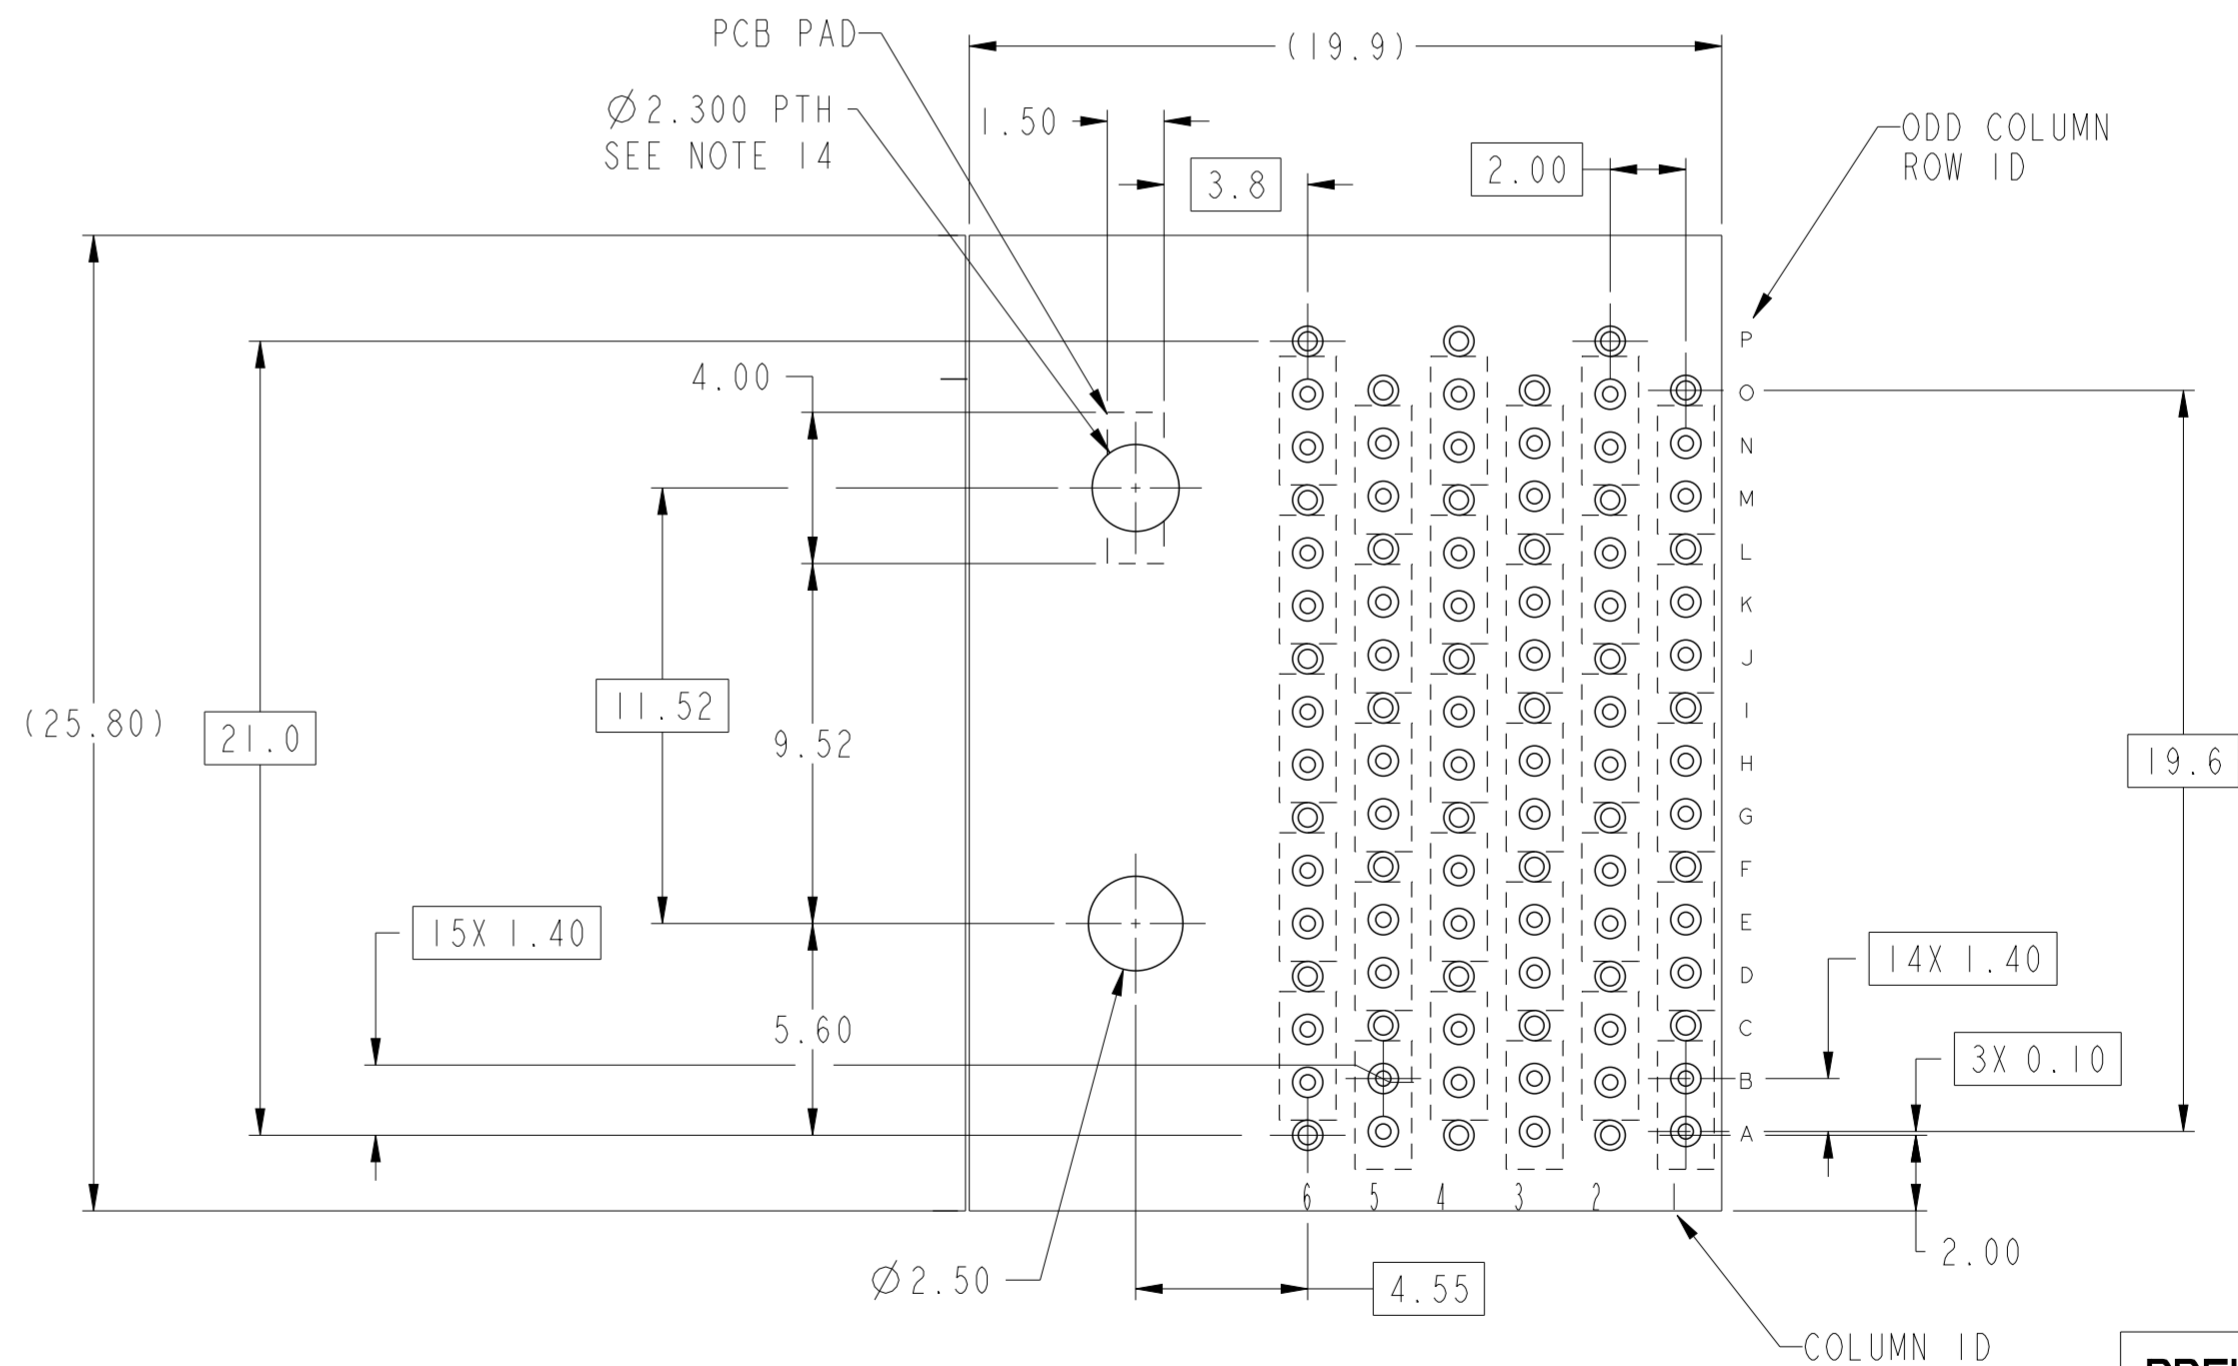 PCB PAD
(19.9)
Ø2.300 PTH
SEE NOTE 14
1.50
ODD COLUMN
ROW ID
2.00
3.8
P
4.00
O
N
M
L
K
J
11.52
I
(25.80)
21.0
9.52
H
19.6
G
F
15X 1.40
E
14X 1.40
D
5.60
C
3X 0.10
B
A
6 5 4 3 2 1
2.00
Ø2.50
4.55
COLUMN ID